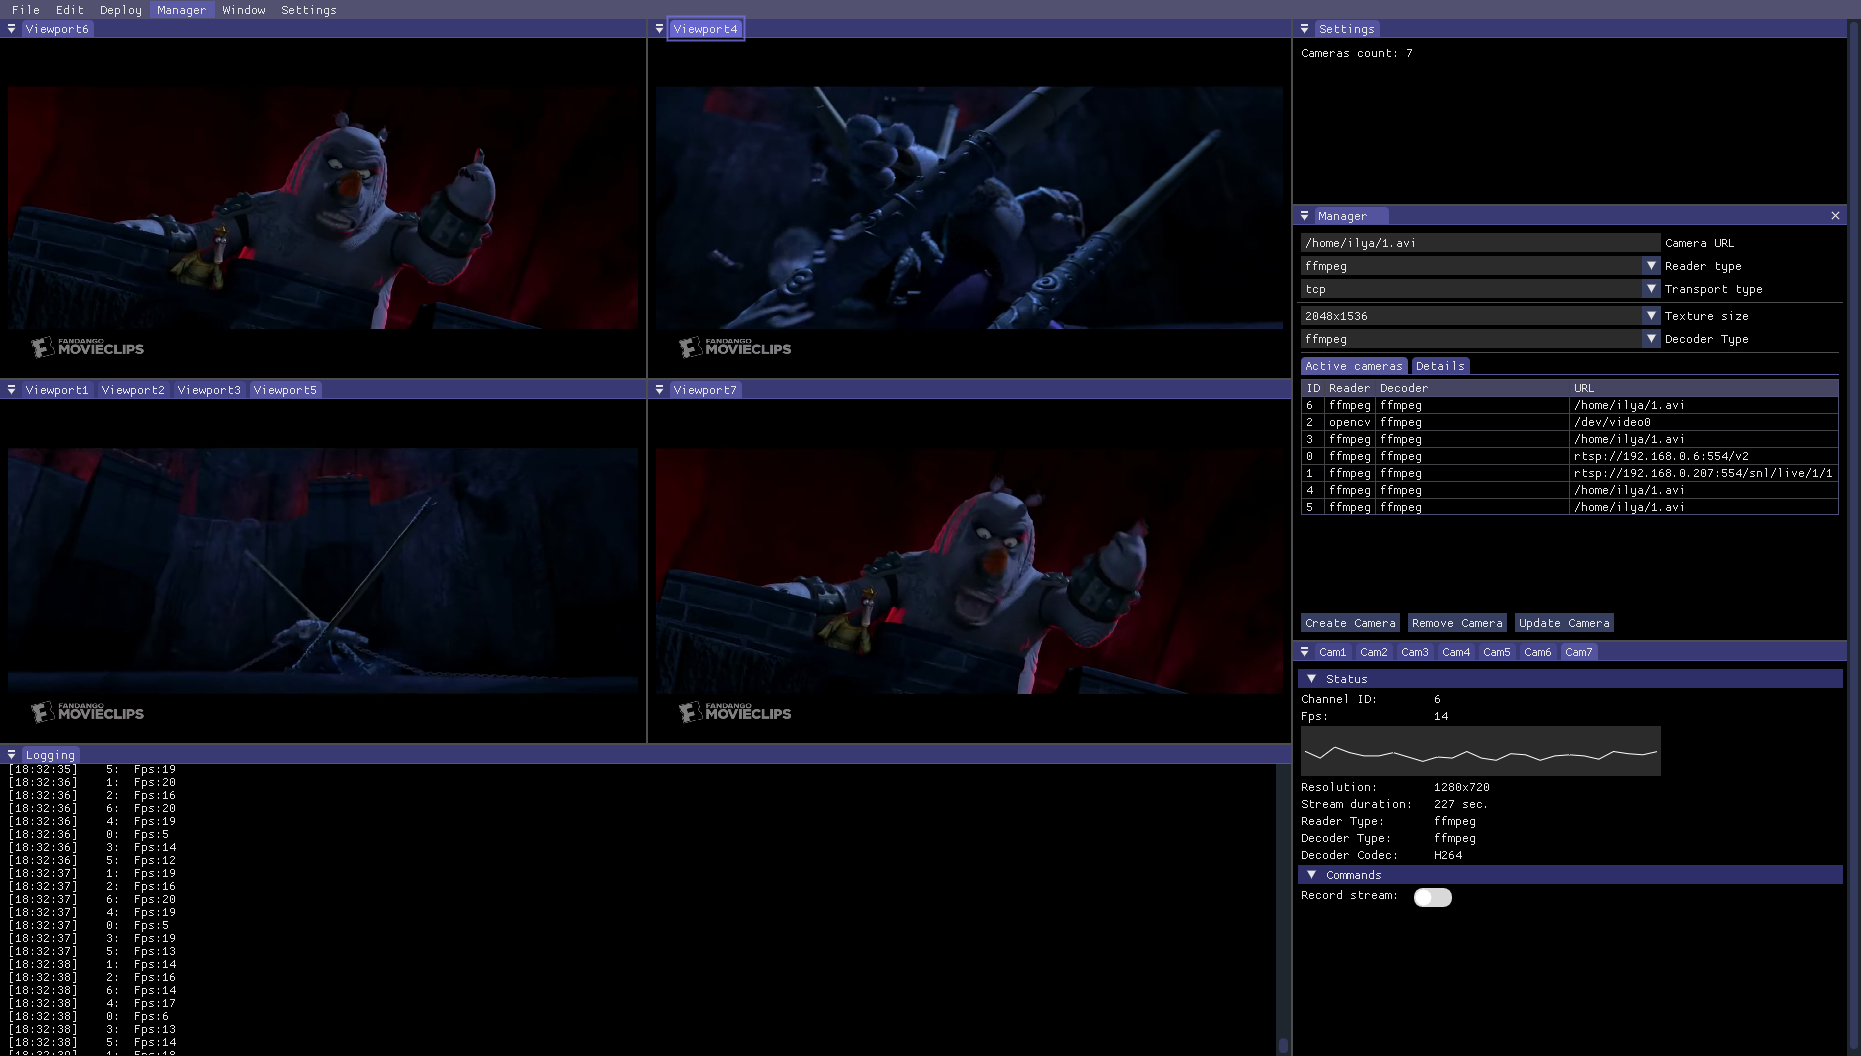 File Edit Deploy Manager Window Settings
Viewport6
FANDANGO
MOVIECLIPS
Viewport4
FANDANGO
MOVIECLIPS
Viewport1 Viewport2 Viewport3 Viewport5
FANDANGO
MOVIECLIPS
Viewport7
FANDANGO
MOVIECLIPS
Logging
[18:32:35] 5: Fps:19
[18:32:36] 1: Fps:20
[18:32:36] 2: Fps:16
[18:32:36] 6: Fps:20
[18:32:36] 4: Fps:19
[18:32:36] 0: Fps:5
[18:32:36] 3: Fps:14
[18:32:36] 5: Fps:12
[18:32:37] 1: Fps:19
[18:32:37] 2: Fps:16
[18:32:37] 6: Fps:20
[18:32:37] 4: Fps:19
[18:32:37] 0: Fps:5
[18:32:37] 3: Fps:19
[18:32:37] 5: Fps:13
[18:32:38] 1: Fps:14
[18:32:38] 2: Fps:16
[18:32:38] 6: Fps:14
[18:32:38] 4: Fps:17
[18:32:38] 0: Fps:6
[18:32:38] 3: Fps:13
[18:32:38] 5: Fps:14
Settings
Cameras count: 7
Manager
/home/ilya/1.avi Camera URL
ffmpeg Reader type
tcp Transport type
2048x1536 Texture size
ffmpeg Decoder Type
Active cameras Details
ID Reader Decoder URL
6 ffmpeg ffmpeg /home/ilya/1.avi
2 opencv ffmpeg /dev/video0
3 ffmpeg ffmpeg /home/ilya/1.avi
0 ffmpeg ffmpeg rtsp://192.168.0.6:554/v2
1 ffmpeg ffmpeg rtsp://192.168.0.207:554/snl/live/1/1
4 ffmpeg ffmpeg /home/ilya/1.avi
5 ffmpeg ffmpeg /home/ilya/1.avi
Create Camera Remove Camera Update Camera
Cam1 Cam2 Cam3 Cam4 Cam5 Cam6 Cam7
Status
Channel ID: 6
Fps: 14
Resolution: 1280x720
Stream duration: 227 sec.
Reader Type: ffmpeg
Decoder Type: ffmpeg
Decoder Codec: H264
Commands
Record stream: